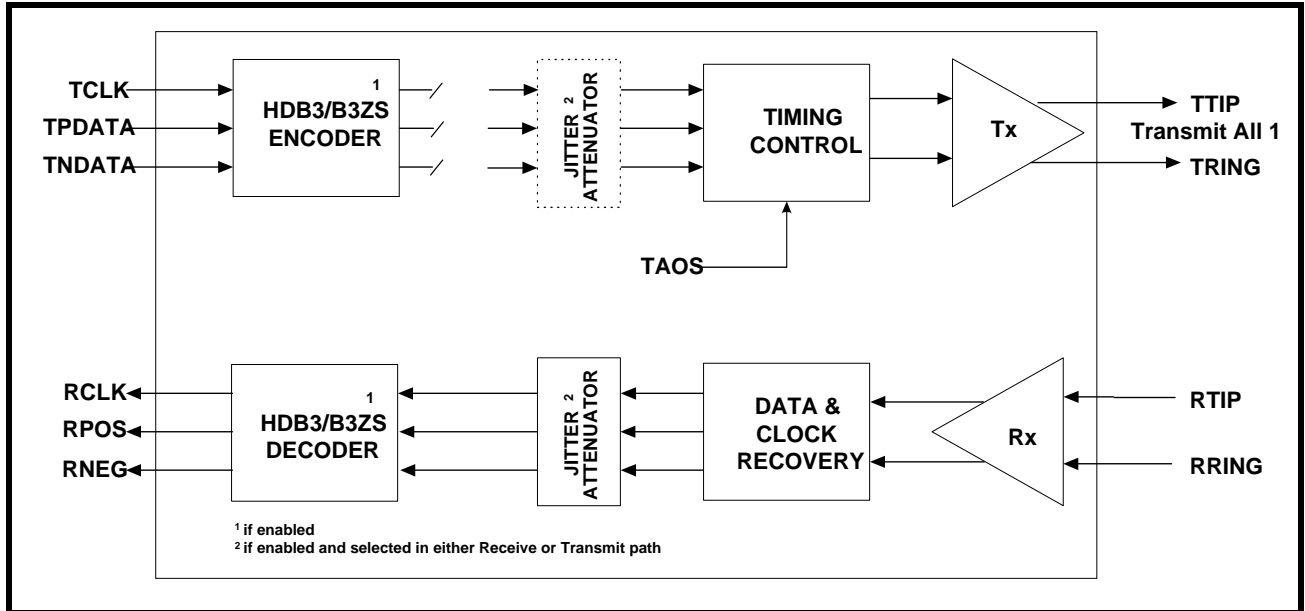 TCLK
TPDATA
TNDATA
1
HDB3/B3ZS
ENCODER
JITTER 2
ATTENUATOR
TIMING
CONTROL
Tx
TTIP
Transmit All 1
TRING
TAOS
RCLK
RPOS
RNEG
1
HDB3/B3ZS
DECODER
JITTER 2
ATTENUATOR
DATA &
CLOCK
RECOVERY
Rx
RTIP
RRING
1 if enabled
2 if enabled and selected in either Receive or Transmit path